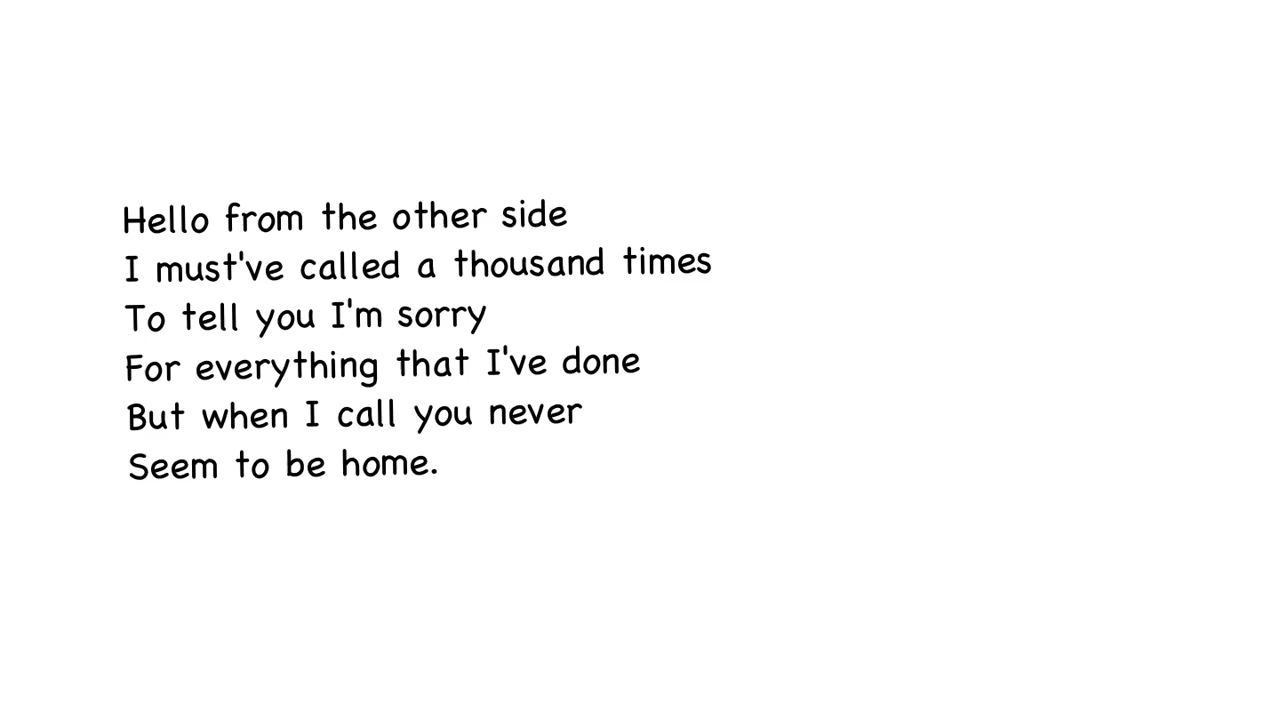 Hello from the other side
I must've called a thousand times
To tell you I'm sorry
For everything that I've done
But when I call you never
Seem to be home.